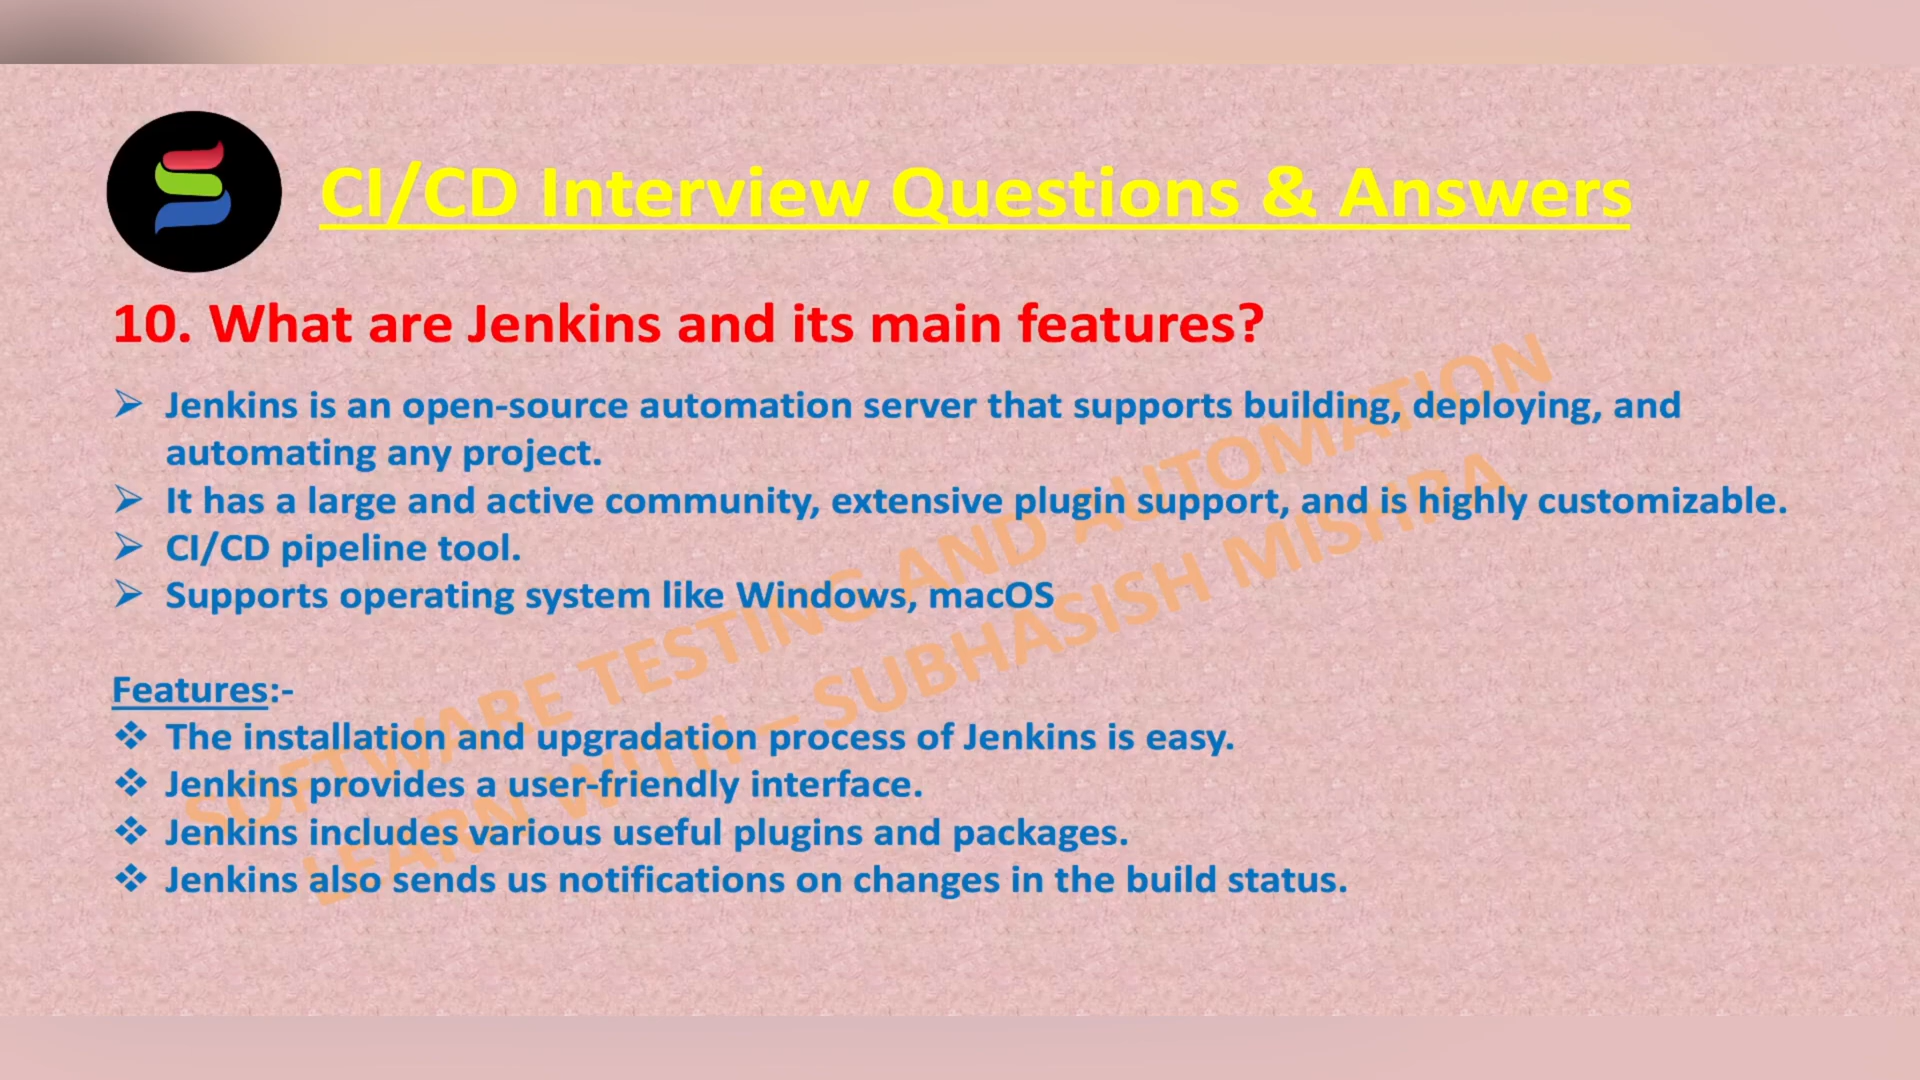 CI/CD Interview Questions & Answers
10. What are Jenkins and its main features?
➢ Jenkins is an open-source automation server that supports building, deploying, and
automating any project.
➢ It has a large and active community, extensive plugin support, and is highly customizable.
➢ CI/CD pipeline tool.
➢ Supports operating system like Windows, macOS
Features:-
❖ The installation and upgradation process of Jenkins is easy.
❖ Jenkins provides a user-friendly interface.
❖ Jenkins includes various useful plugins and packages.
❖ Jenkins also sends us notifications on changes in the build status.
SOFTWARE TESTING AND AUTOMATION
LEARN WITH – SUBHASISH MISHRA